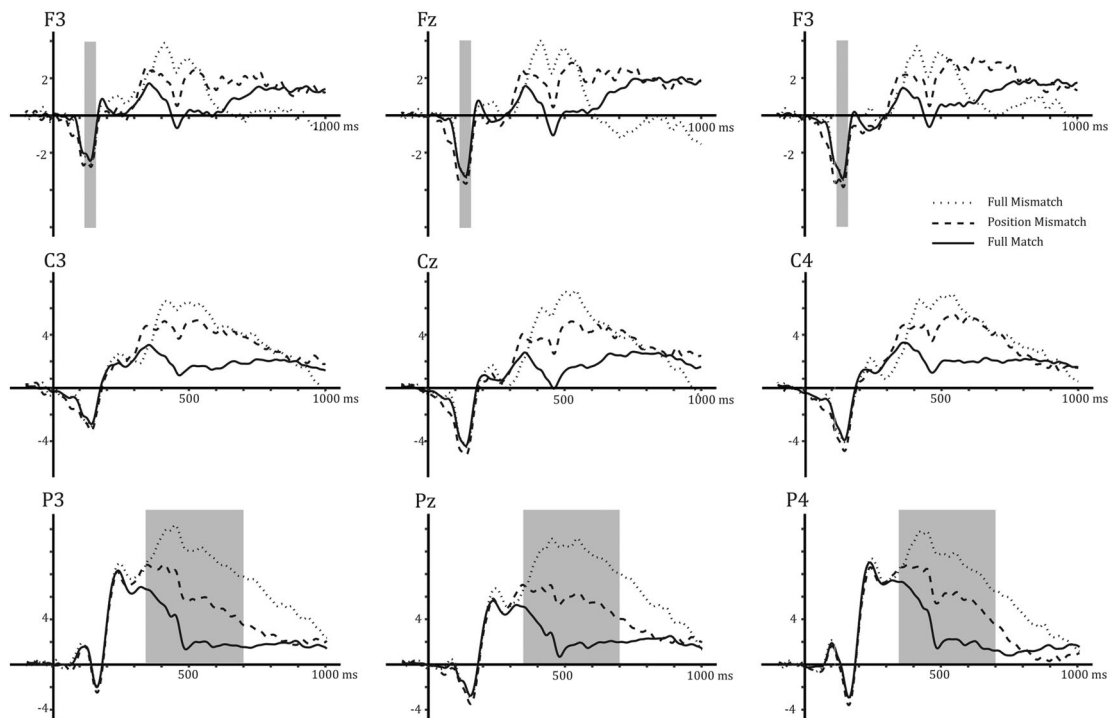 F3 Fz F3
2 2 2
1000 ms 1000 ms 1000 ms
-2 -2 -2
Full Mismatch
Position Mismatch
Full Match
C3 Cz C4
4 4 4
500 1000 ms 500 1000 ms 500 1000 ms
-4 -4 -4
P3 Pz P4
4 4 4
500 1000 ms 500 1000 ms 500 1000 ms
-4 -4 -4